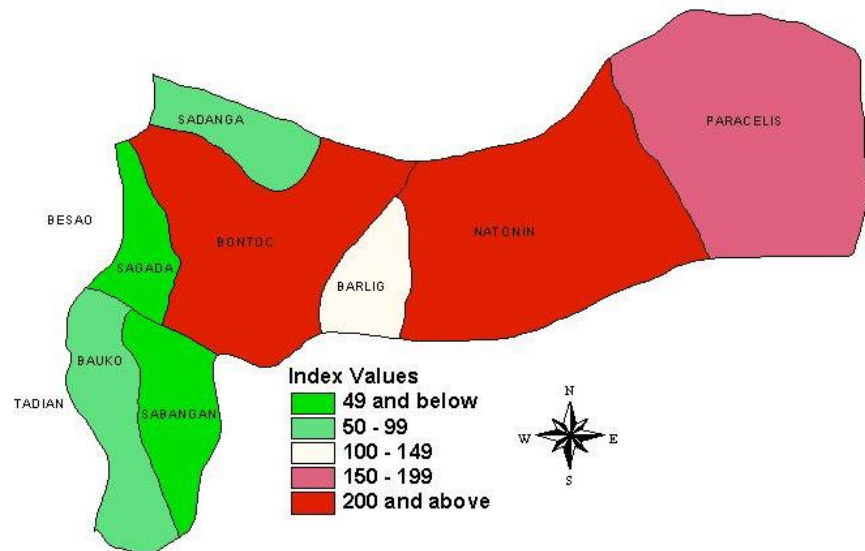 SADANGA
PARACELIS
BESAO
BONTOC
NATONIN
SAGADA
BARLIG
BAUKO
TADIAN
SABANGAN
Index Values
49 and below
50 - 99
100 - 149
150 - 199
200 and above
N
W
E
S